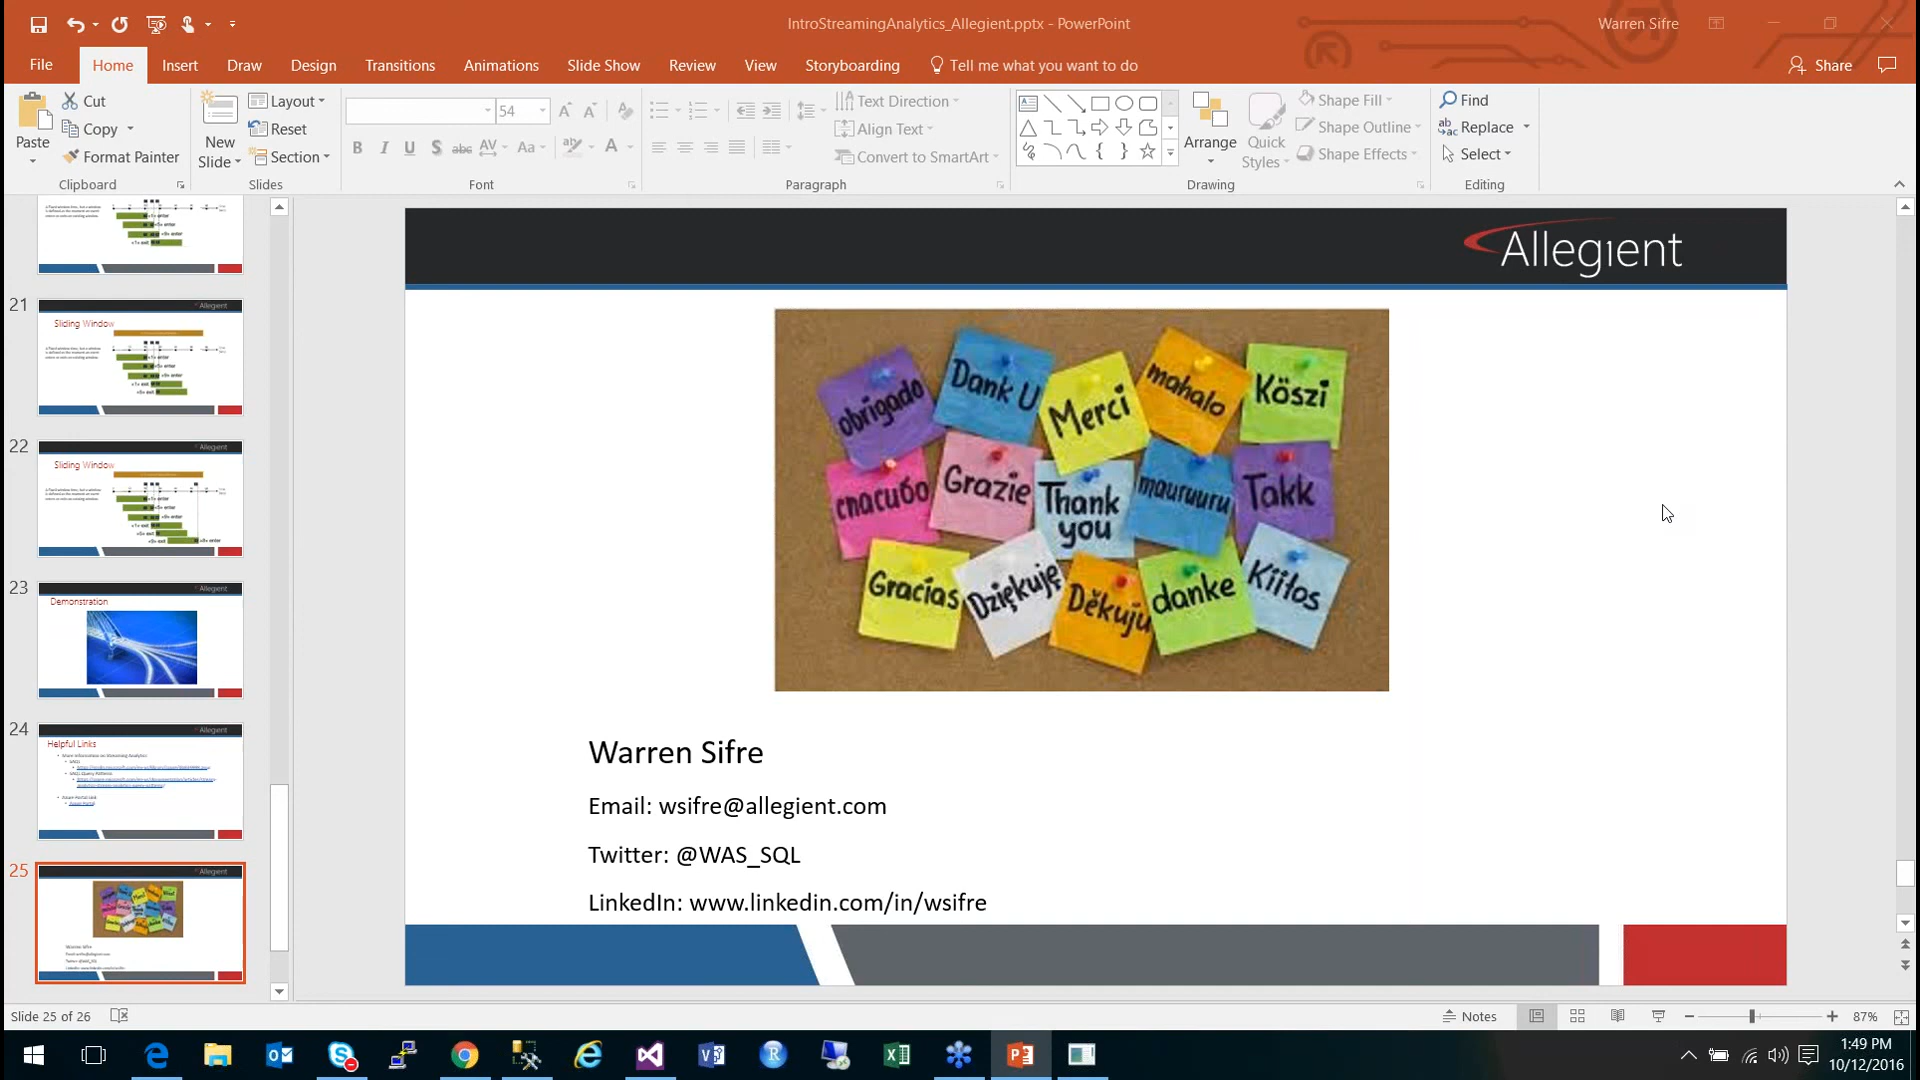 IntroStreamingAnalytics_Allegient.pptx - PowerPoint
Warren Sifre
File
Home
Insert
Draw
Design
Transitions
Animations
Slide Show
Review
View
Storyboarding
Tell me what you want to do
Share
Paste
Cut
Copy
Format Painter
Clipboard
New
Slide
Layout
Reset
Section
Slides
54
Font
Text Direction
Align Text
Convert to SmartArt
Paragraph
Arrange
Quick
Styles
Shape Fill
Shape Outline
Shape Effects
Drawing
Find
Replace
Select
Editing
21
Allegient
Sliding Window
22
Allegient
Sliding Window
23
Allegient
Demonstration
24
Allegient
Helpful Links
25
Allegient
Allegient
obrigado
Dank U
Merci
mahalo
Köszi
спасибо
Grazie
Thank
you
mauruuru
Takk
Gracias
Dziękuję
Děkuju
danke
Kiitos
Warren Sifre
Email: wsifre@allegient.com
Twitter: @WAS_SQL
LinkedIn: www.linkedin.com/in/wsifre
Slide 25 of 26
Notes
87%
1:49 PM
10/12/2016